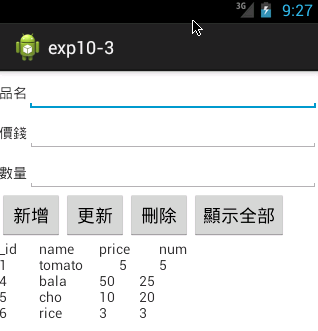 3G 9:27
exp10-3
品名
價錢
數量
新增 更新 刪除 顯示全部
_id name price num
1 tomato 5 5
4 bala 50 25
5 cho 10 20
6 rice 3 3